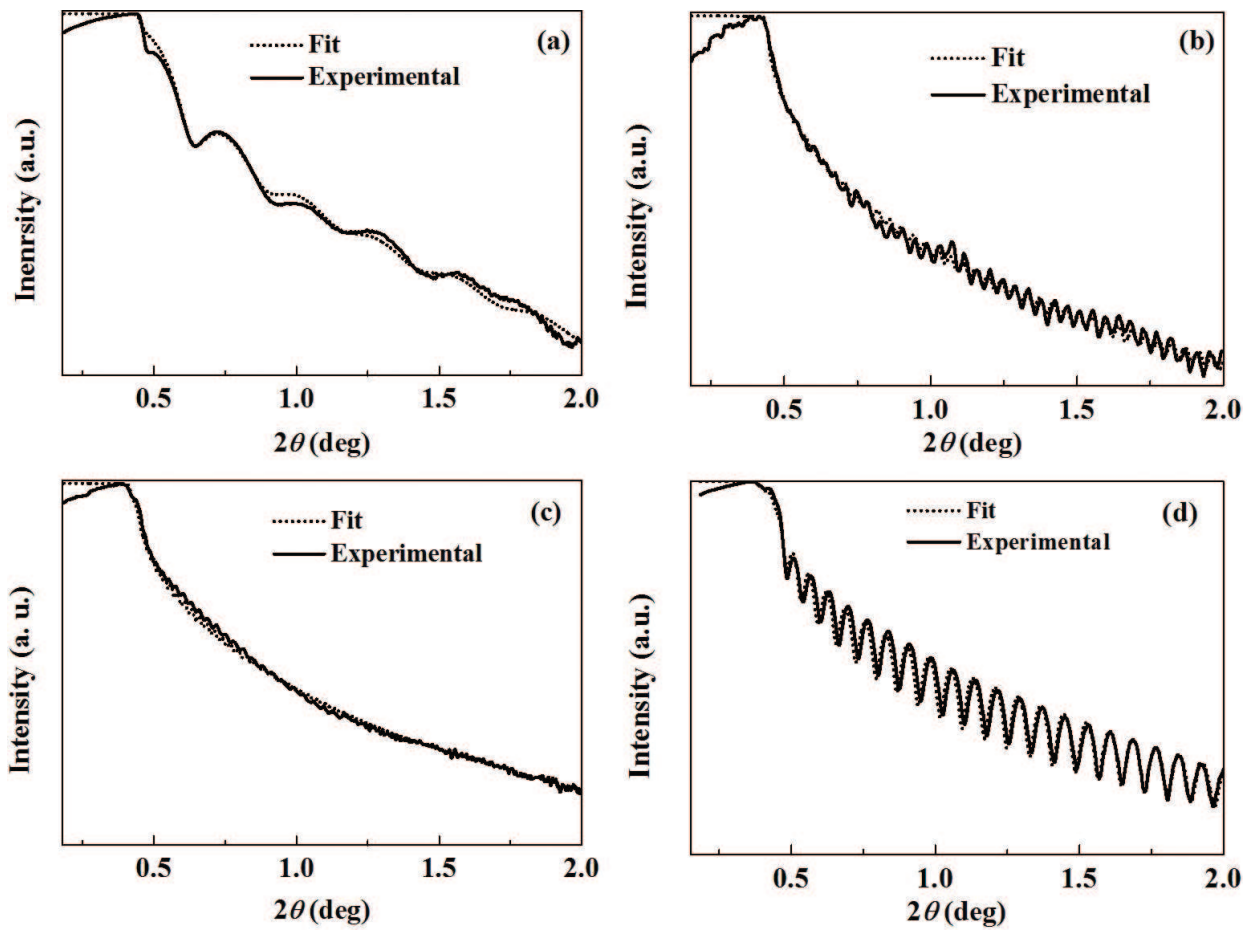 (a)
Fit
Experimental
Inenrsity (a.u.)
0.5 1.0 1.5 2.0
2θ (deg)
(b)
Fit
Experimental
Intensity (a.u.)
0.5 1.0 1.5 2.0
2θ (deg)
(c)
Fit
Experimental
Intensity (a. u.)
0.5 1.0 1.5 2.0
2θ (deg)
(d)
Fit
Experimental
Intensity (a.u.)
0.5 1.0 1.5 2.0
2θ (deg)